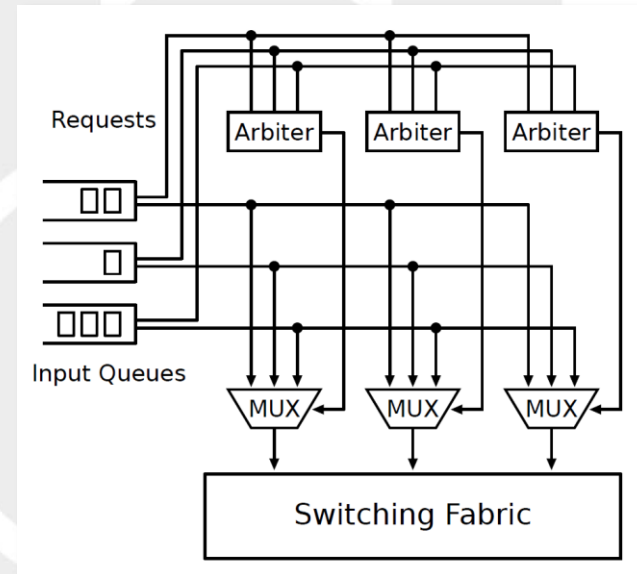 Requests
Arbiter
Arbiter
Arbiter
Input Queues
MUX
MUX
MUX
Switching Fabric